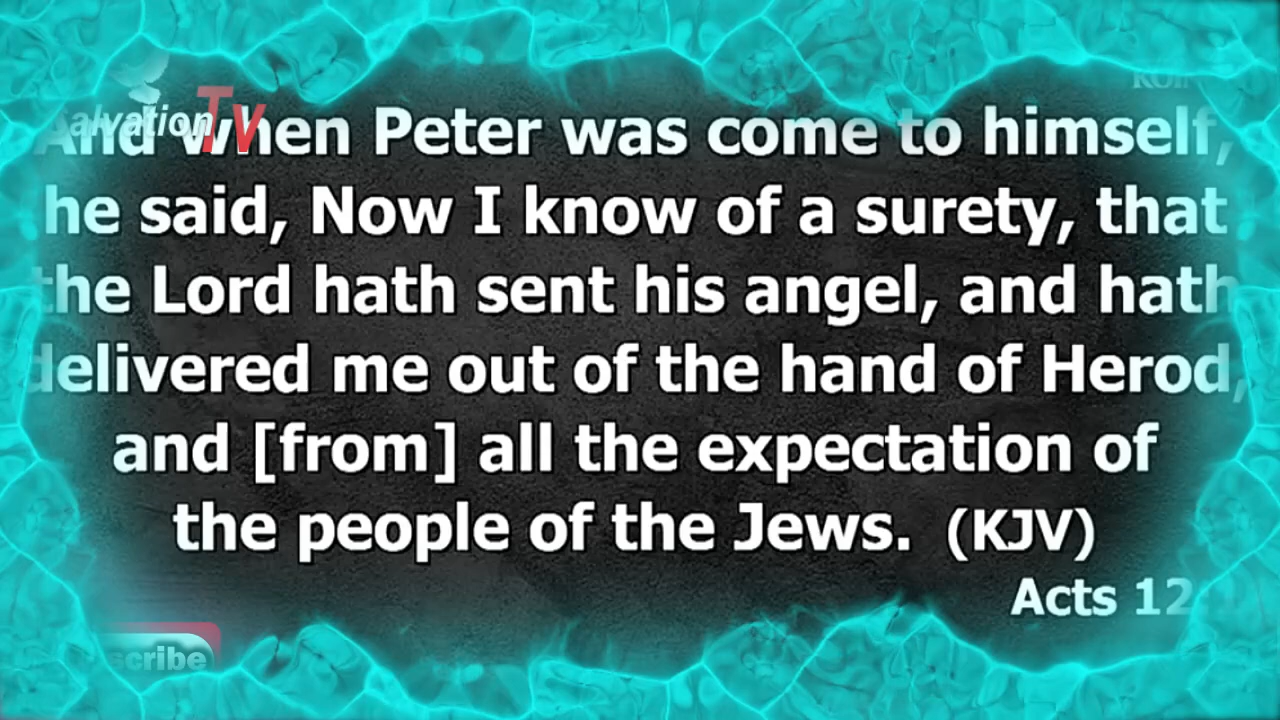 alvation TV
And when Peter was come to himself,
he said, Now I know of a surety, that
the Lord hath sent his angel, and hath
delivered me out of the hand of Herod,
and [from] all the expectation of
the people of the Jews. (KJV)
Acts 12
scribe